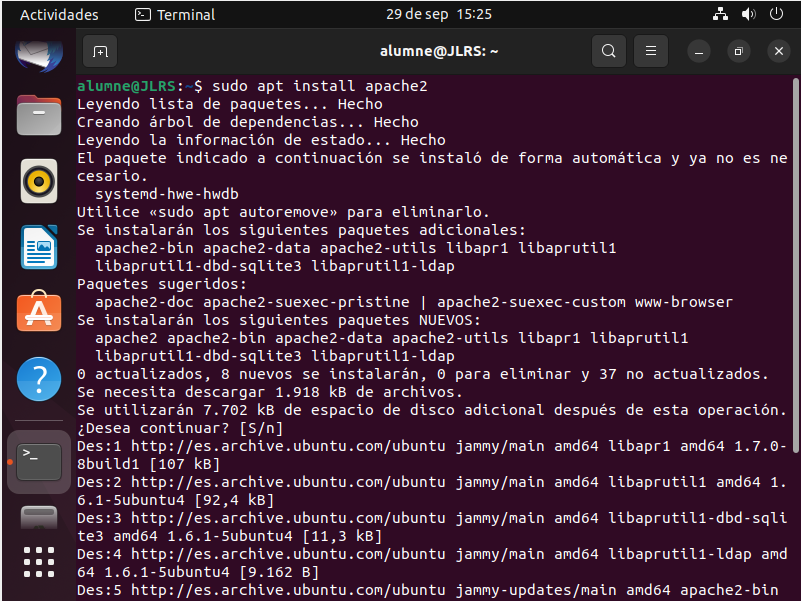 Actividades
Terminal
29 de sep 15:25
alumne@JLRS: ~
alumne@JLRS:~$ sudo apt install apache2
Leyendo lista de paquetes... Hecho
Creando árbol de dependencias... Hecho
Leyendo la información de estado... Hecho
El paquete indicado a continuación se instaló de forma automática y ya no es ne
cesario.
  systemd-hwe-hwdb
Utilice «sudo apt autoremove» para eliminarlo.
Se instalarán los siguientes paquetes adicionales:
  apache2-bin apache2-data apache2-utils libapr1 libaprutil1
  libaprutil1-dbd-sqlite3 libaprutil1-ldap
Paquetes sugeridos:
  apache2-doc apache2-suexec-pristine | apache2-suexec-custom www-browser
Se instalarán los siguientes paquetes NUEVOS:
  apache2 apache2-bin apache2-data apache2-utils libapr1 libaprutil1
  libaprutil1-dbd-sqlite3 libaprutil1-ldap
0 actualizados, 8 nuevos se instalarán, 0 para eliminar y 37 no actualizados.
Se necesita descargar 1.918 kB de archivos.
Se utilizarán 7.702 kB de espacio de disco adicional después de esta operación.
¿Desea continuar? [S/n]
Des:1 http://es.archive.ubuntu.com/ubuntu jammy/main amd64 libapr1 amd64 1.7.0-
8build1 [107 kB]
Des:2 http://es.archive.ubuntu.com/ubuntu jammy/main amd64 libaprutil1 amd64 1.
6.1-5ubuntu4 [92,4 kB]
Des:3 http://es.archive.ubuntu.com/ubuntu jammy/main amd64 libaprutil1-dbd-sqli
te3 amd64 1.6.1-5ubuntu4 [11,3 kB]
Des:4 http://es.archive.ubuntu.com/ubuntu jammy/main amd64 libaprutil1-ldap amd
64 1.6.1-5ubuntu4 [9.162 B]
Des:5 http://es.archive.ubuntu.com/ubuntu jammy-updates/main amd64 apache2-bin